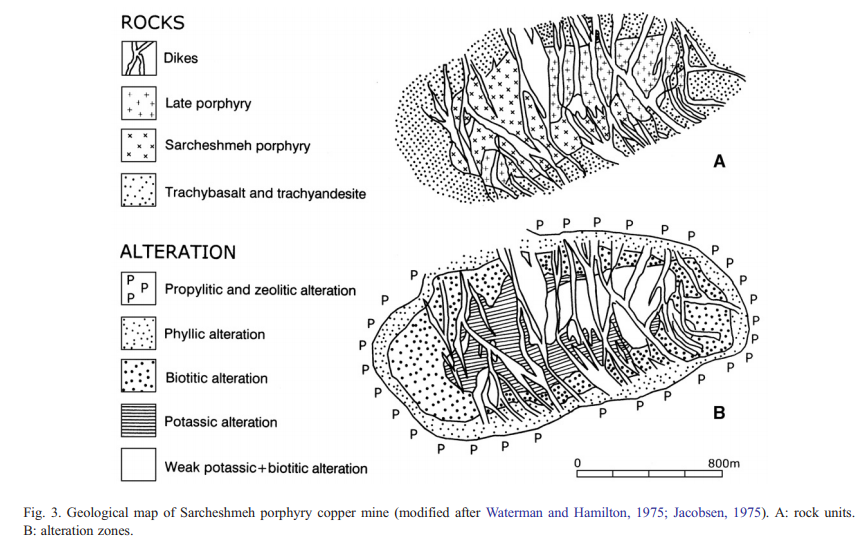 ROCKS
Dikes
Late porphyry
Sarcheshmeh porphyry
Trachybasalt and trachyandesite
A
ALTERATION
P
P P
P
Propylitic and zeolitic alteration
Phyllic alteration
Biotitic alteration
Potassic alteration
Weak potassic+biotitic alteration
P P P P P P P P P P P P P P P P P P P P P P P P P P P P
B
0 800m
Fig. 3. Geological map of Sarcheshmeh porphyry copper mine (modified after Waterman and Hamilton, 1975; Jacobsen, 1975). A: rock units.
B: alteration zones.